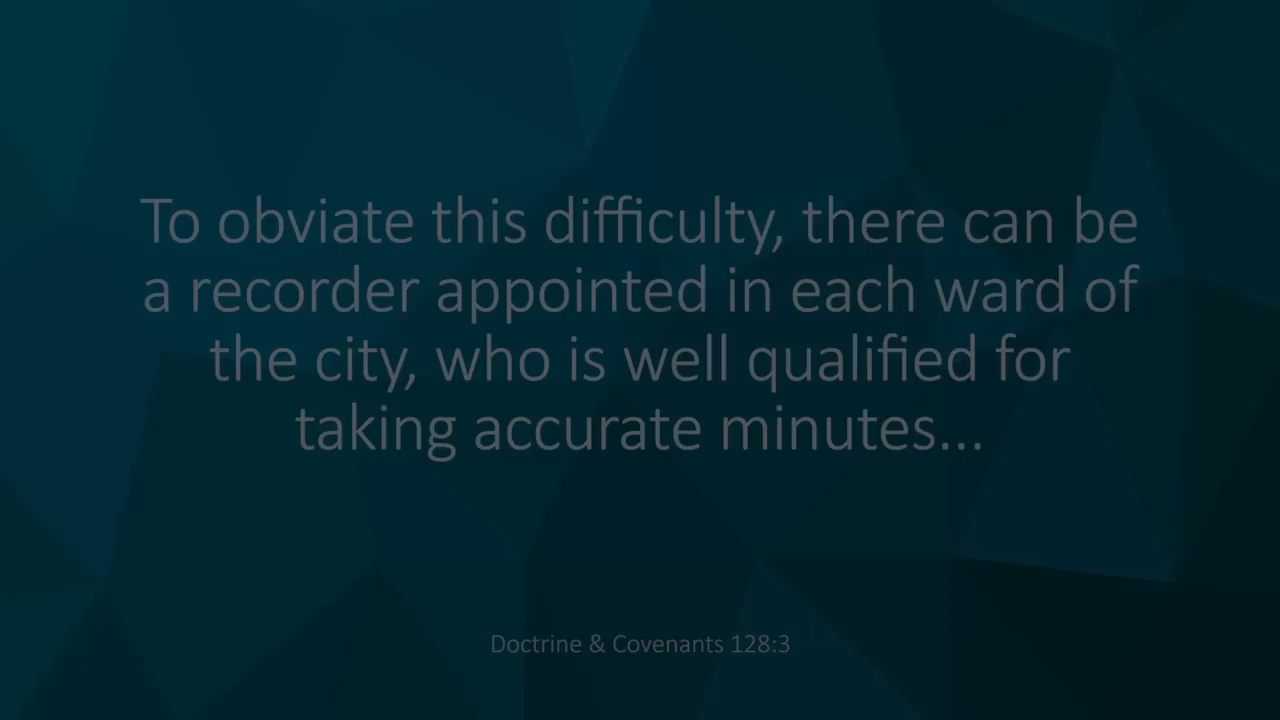 To obviate this difficulty, there can be
a recorder appointed in each ward of
the city, who is well qualified for
taking accurate minutes...
Doctrine & Covenants 128:3